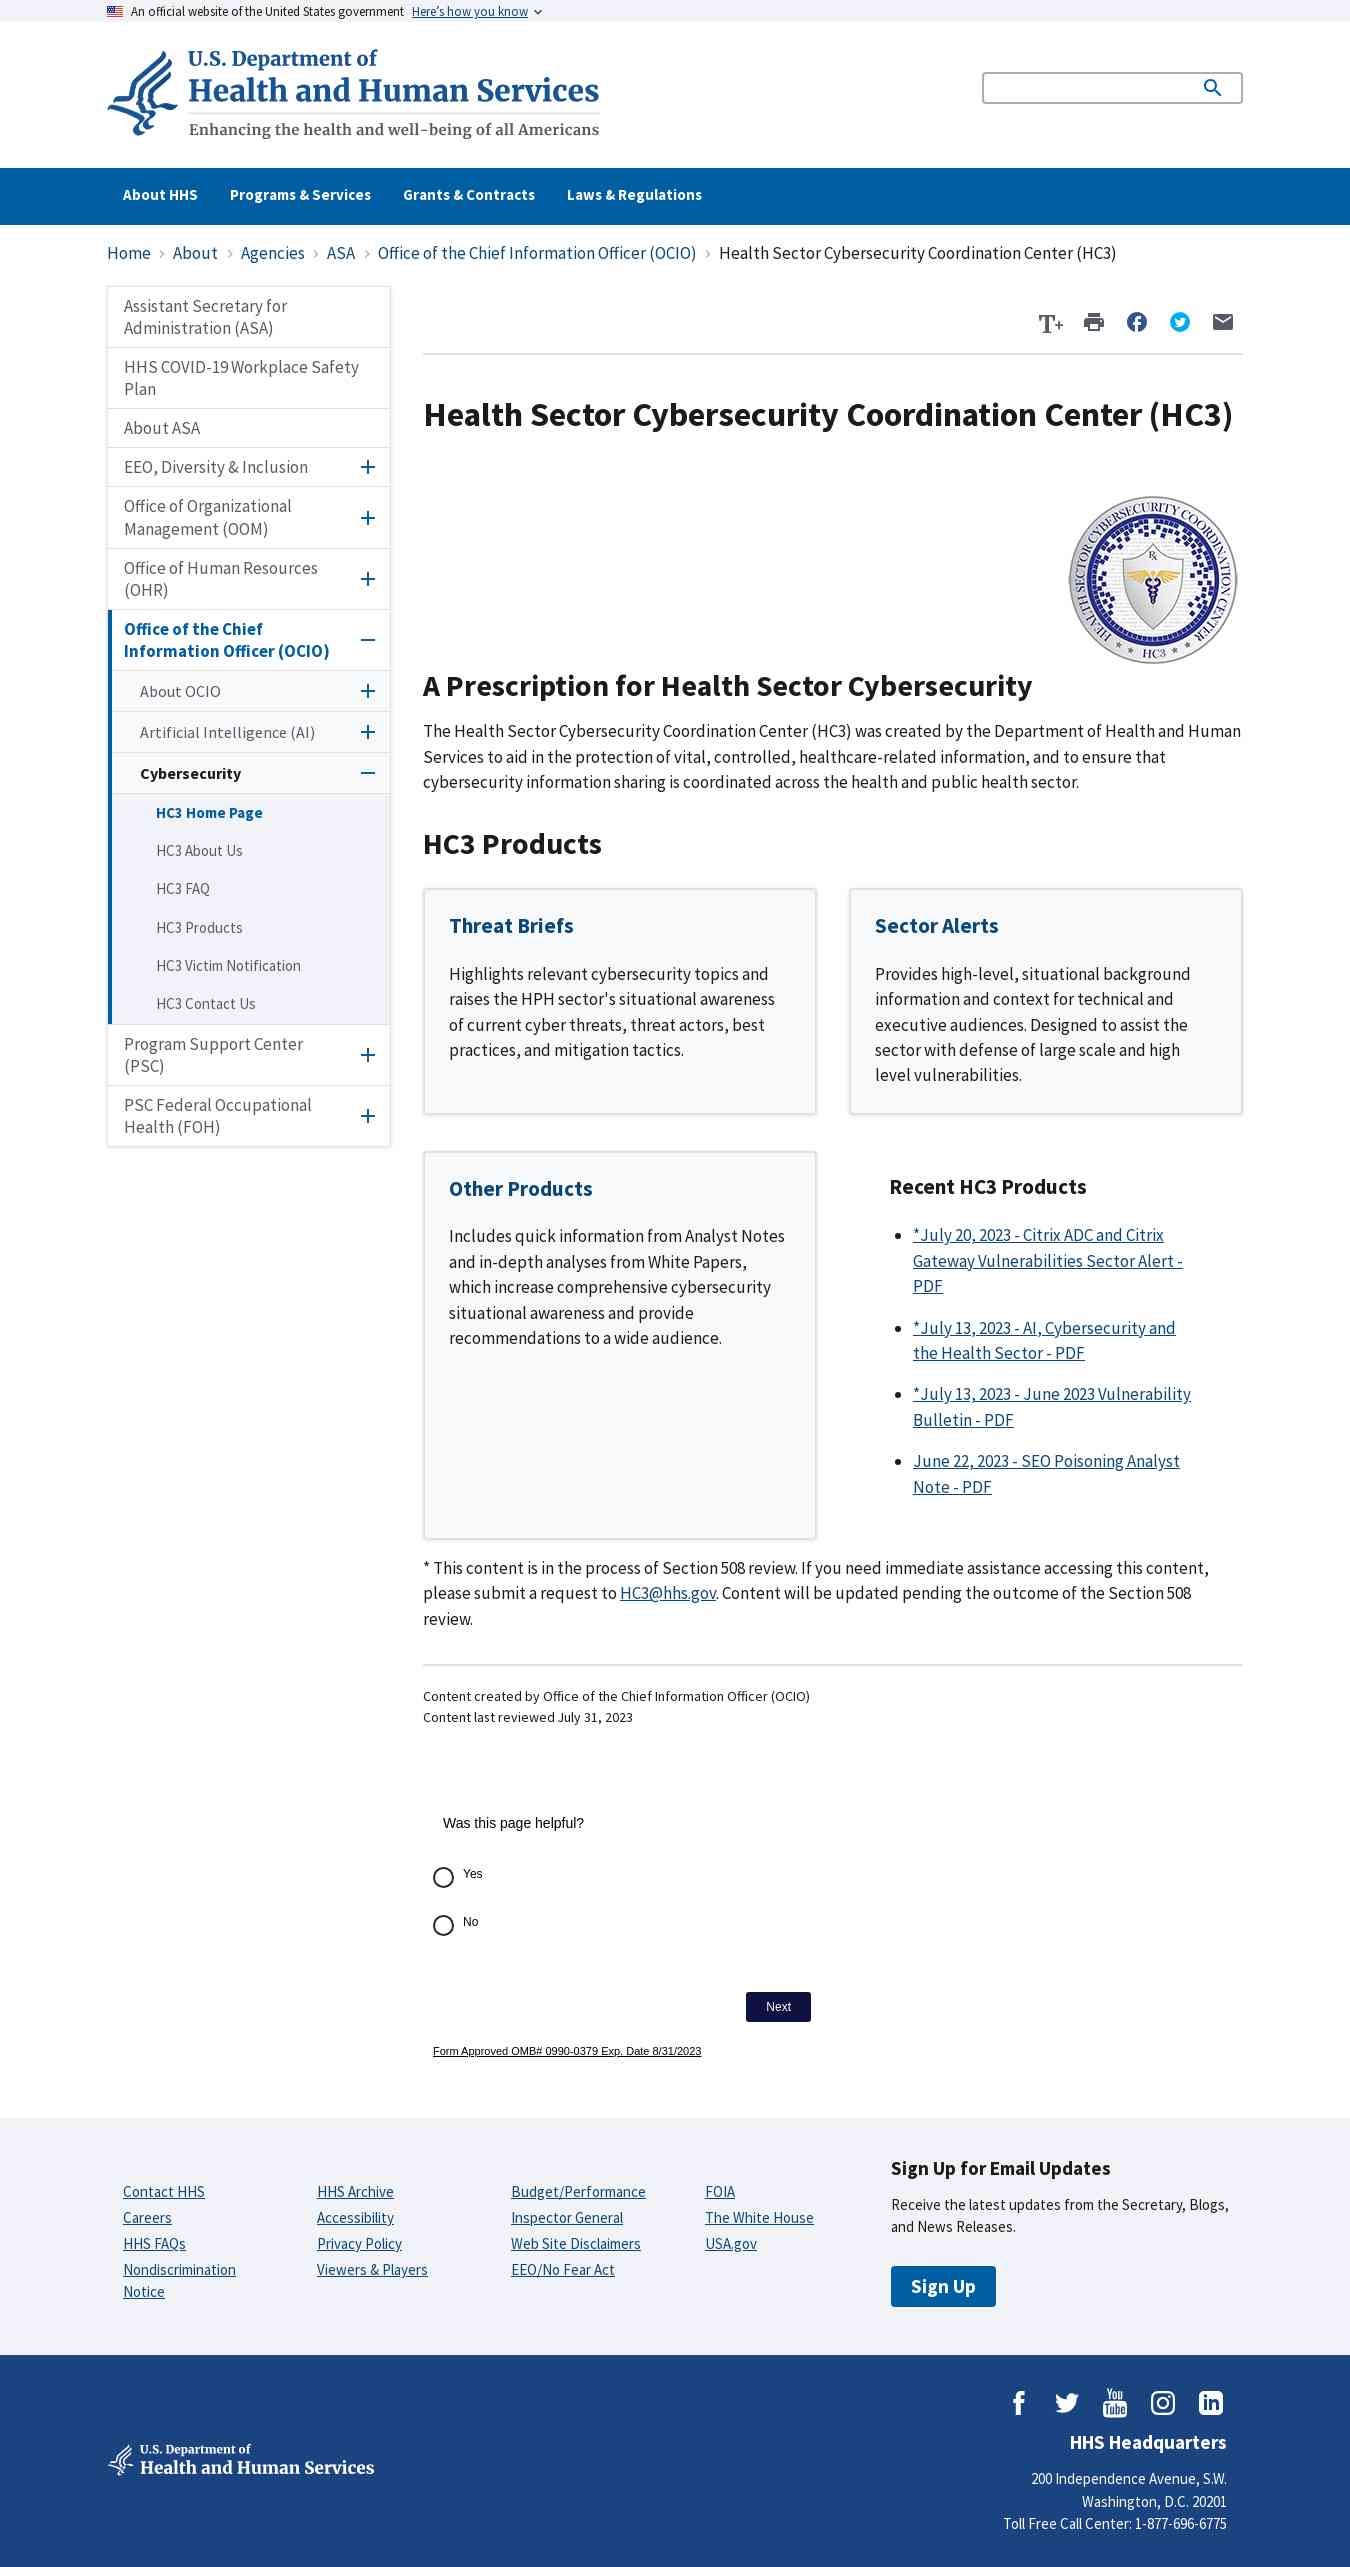 An official website of the United States government Here's how you know
U.S. Department of
Health and Human Services
Enhancing the health and well-being of all Americans
About HHS Programs & Services Grants & Contracts Laws & Regulations
Home > About > Agencies > ASA > Office of the Chief Information Officer (OCIO) > Health Sector Cybersecurity Coordination Center (HC3)
Assistant Secretary for
Administration (ASA)
HHS COVID-19 Workplace Safety
Plan
About ASA
EEO, Diversity & Inclusion
Office of Organizational
Management (OOM)
Office of Human Resources
(OHR)
Office of the Chief
Information Officer (OCIO)
About OCIO
Artificial Intelligence (AI)
Cybersecurity
HC3 Home Page
HC3 About Us
HC3 FAQ
HC3 Products
HC3 Victim Notification
HC3 Contact Us
Program Support Center
(PSC)
PSC Federal Occupational
Health (FOH)
T+
Health Sector Cybersecurity Coordination Center (HC3)
HEALTH SECTOR CYBERSECURITY COORDINATION CENTER
Rx
HC3
A Prescription for Health Sector Cybersecurity
The Health Sector Cybersecurity Coordination Center (HC3) was created by the Department of Health and Human
Services to aid in the protection of vital, controlled, healthcare-related information, and to ensure that
cybersecurity information sharing is coordinated across the health and public health sector.
HC3 Products
Threat Briefs
Highlights relevant cybersecurity topics and
raises the HPH sector's situational awareness
of current cyber threats, threat actors, best
practices, and mitigation tactics.
Sector Alerts
Provides high-level, situational background
information and context for technical and
executive audiences. Designed to assist the
sector with defense of large scale and high
level vulnerabilities.
Other Products
Includes quick information from Analyst Notes
and in-depth analyses from White Papers,
which increase comprehensive cybersecurity
situational awareness and provide
recommendations to a wide audience.
Recent HC3 Products
*July 20, 2023 - Citrix ADC and Citrix
Gateway Vulnerabilities Sector Alert -
PDF
*July 13, 2023 - AI, Cybersecurity and
the Health Sector - PDF
*July 13, 2023 - June 2023 Vulnerability
Bulletin - PDF
June 22, 2023 - SEO Poisoning Analyst
Note - PDF
* This content is in the process of Section 508 review. If you need immediate assistance accessing this content,
please submit a request to HC3@hhs.gov. Content will be updated pending the outcome of the Section 508
review.
Content created by Office of the Chief Information Officer (OCIO)
Content last reviewed July 31, 2023
Was this page helpful?
Yes
No
Next
Form Approved OMB# 0990-0379 Exp. Date 8/31/2023
Contact HHS
Careers
HHS FAQs
Nondiscrimination
Notice
HHS Archive
Accessibility
Privacy Policy
Viewers & Players
Budget/Performance
Inspector General
Web Site Disclaimers
EEO/No Fear Act
FOIA
The White House
USA.gov
Sign Up for Email Updates
Receive the latest updates from the Secretary, Blogs,
and News Releases.
Sign Up
You
Tube
in
U.S. Department of
Health and Human Services
HHS Headquarters
200 Independence Avenue, S.W.
Washington, D.C. 20201
Toll Free Call Center: 1-877-696-6775